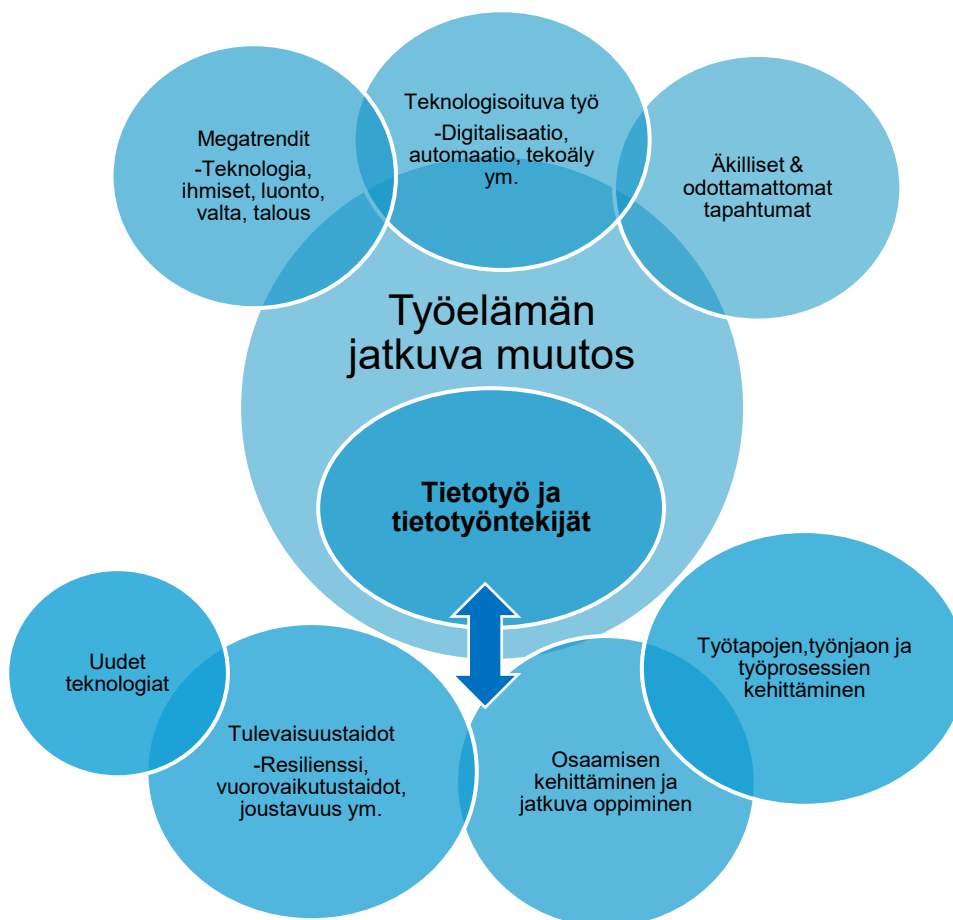 Teknologisoituva työ
-Digitalisaatio,
automaatio, tekoäly
ym.
Megatrendit
-Teknologia,
ihmiset, luonto,
valta, talous
Äkilliset &
odottamattomat
tapahtumat
Työelämän
jatkuva muutos
Tietotyö ja
tietotyöntekijät
Uudet
teknologiat
Tulevaisuustaidot
-Resilienssi,
vuorovaikutustaidot,
joustavuus ym.
Osaamisen
kehittäminen ja
jatkuva oppiminen
Työtapojen,työnjaon ja
työprosessien
kehittäminen